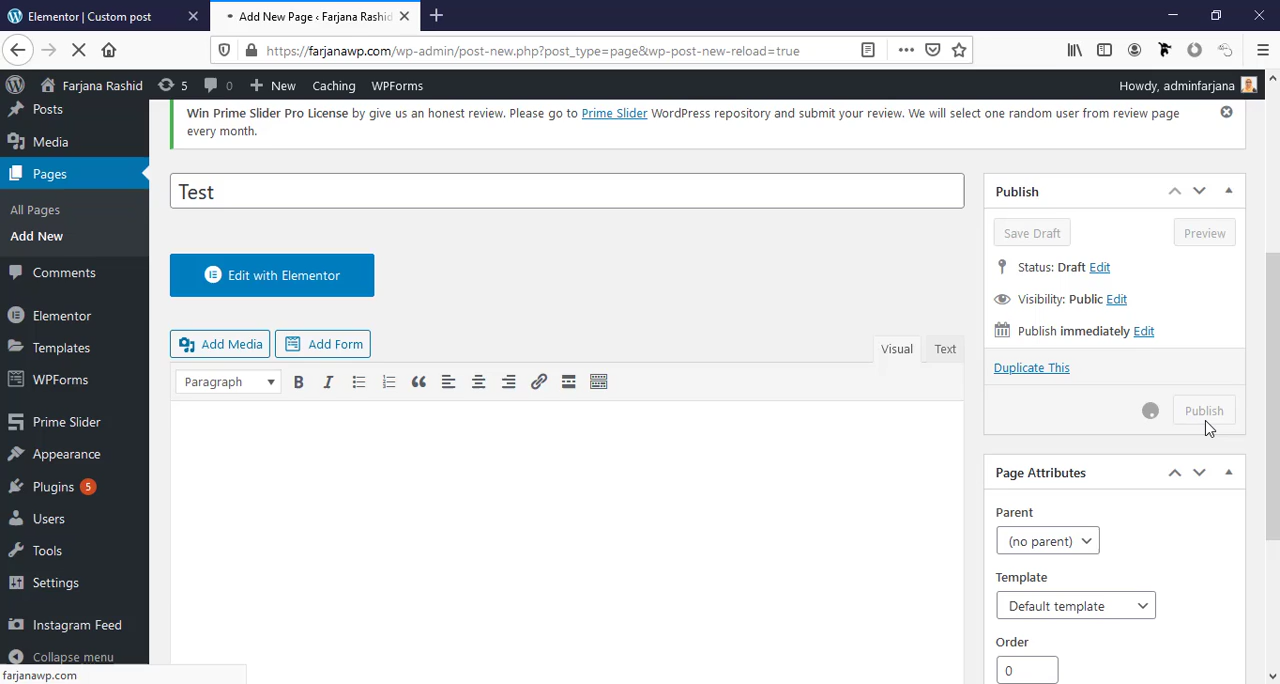 Elementor | Custom post
Add New Page ‹ Farjana Rashid
https://farjanawp.com/wp-admin/post-new.php?post_type=page&wp-post-new-reload=true
Farjana Rashid 5 0 New Caching WPForms Howdy, adminfarjana
Posts
Media
Pages
All Pages
Add New
Comments
Elementor
Templates
WPForms
Prime Slider
Appearance
Plugins 5
Users
Tools
Settings
Instagram Feed
Collapse menu
farjanawp.com
Win Prime Slider Pro License by give us an honest review. Please go to Prime Slider WordPress repository and submit your review. We will select one random user from review page
every month.
Test
Edit with Elementor
Add Media Add Form
Visual Text
Paragraph B I
Publish
Save Draft Preview
Status: Draft Edit
Visibility: Public Edit
Publish immediately Edit
Duplicate This
Publish
Page Attributes
Parent
(no parent)
Template
Default template
Order
0